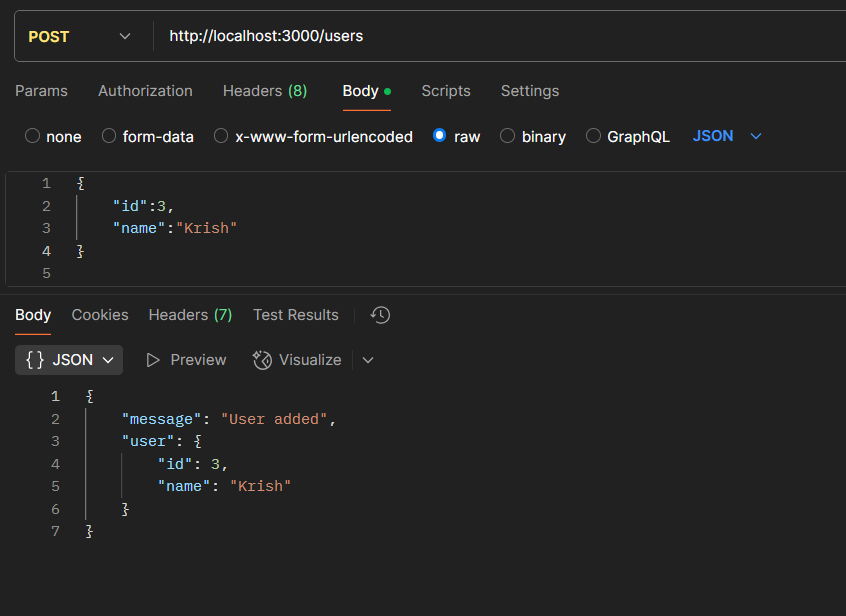 POST http://localhost:3000/users
Params Authorization Headers (8) Body Scripts Settings
none form-data x-www-form-urlencoded raw binary GraphQL JSON
1 {
2 "id":3,
3 "name":"Krish"
4 }
5
Body Cookies Headers (7) Test Results
{} JSON Preview Visualize
1 {
2 "message": "User added",
3 "user": {
4 "id": 3,
5 "name": "Krish"
6 }
7 }